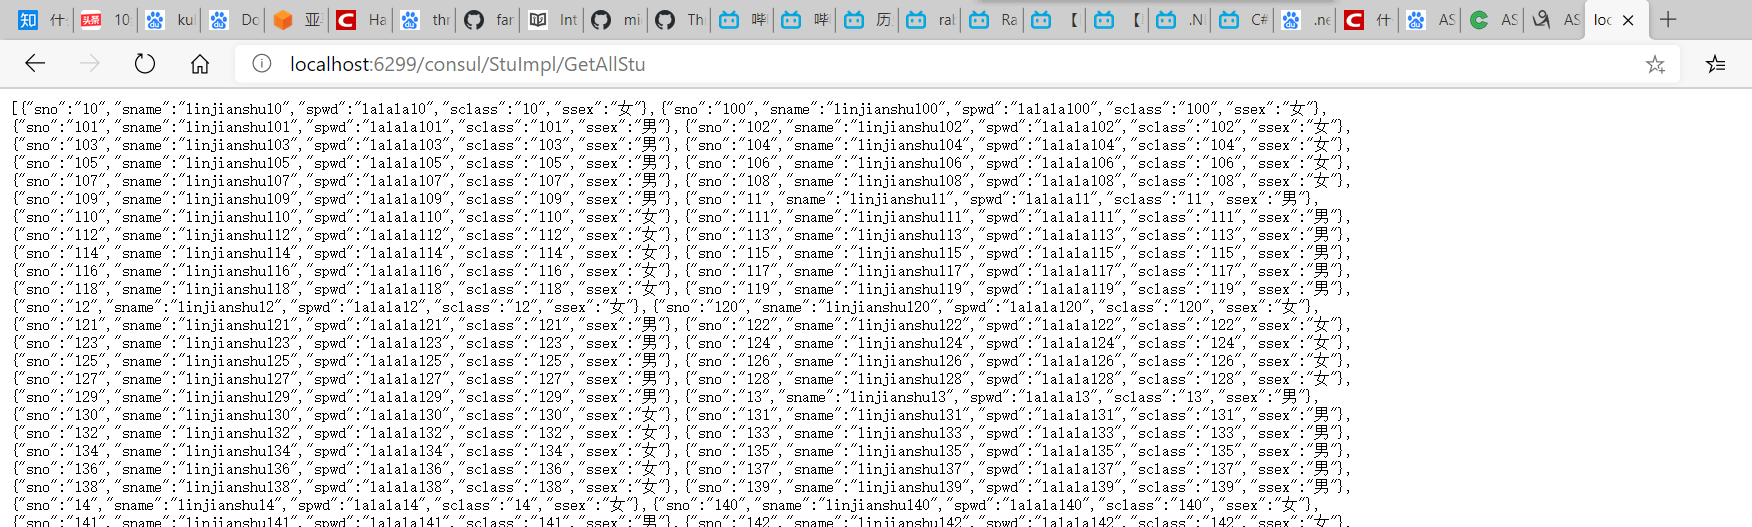 什 10 ku Do 亚 Ha thr far Int mi Th 哔 哔 历 rab Ra 【 【 .NI C# .ne 什 AS AS AS loc
localhost:6299/consul/StuImpl/GetAllStu
[{"sno":"10","sname":"linjianshu10","spwd":"lalala10","sclass":"10","ssex":"女"},{"sno":"100","sname":"linjianshu100","spwd":"lalala100","sclass":"100","ssex":"女"},
{"sno":"101","sname":"linjianshu101","spwd":"lalala101","sclass":"101","ssex":"男"},{"sno":"102","sname":"linjianshu102","spwd":"lalala102","sclass":"102","ssex":"女"},
{"sno":"103","sname":"linjianshu103","spwd":"lalala103","sclass":"103","ssex":"男"},{"sno":"104","sname":"linjianshu104","spwd":"lalala104","sclass":"104","ssex":"女"},
{"sno":"105","sname":"linjianshu105","spwd":"lalala105","sclass":"105","ssex":"男"},{"sno":"106","sname":"linjianshu106","spwd":"lalala106","sclass":"106","ssex":"女"},
{"sno":"107","sname":"linjianshu107","spwd":"lalala107","sclass":"107","ssex":"男"},{"sno":"108","sname":"linjianshu108","spwd":"lalala108","sclass":"108","ssex":"女"},
{"sno":"109","sname":"linjianshu109","spwd":"lalala109","sclass":"109","ssex":"男"},{"sno":"11","sname":"linjianshu11","spwd":"lalala11","sclass":"11","ssex":"男"},
{"sno":"110","sname":"linjianshu110","spwd":"lalala110","sclass":"110","ssex":"女"},{"sno":"111","sname":"linjianshu111","spwd":"lalala111","sclass":"111","ssex":"男"},
{"sno":"112","sname":"linjianshu112","spwd":"lalala112","sclass":"112","ssex":"女"},{"sno":"113","sname":"linjianshu113","spwd":"lalala113","sclass":"113","ssex":"男"},
{"sno":"114","sname":"linjianshu114","spwd":"lalala114","sclass":"114","ssex":"女"},{"sno":"115","sname":"linjianshu115","spwd":"lalala115","sclass":"115","ssex":"男"},
{"sno":"116","sname":"linjianshu116","spwd":"lalala116","sclass":"116","ssex":"女"},{"sno":"117","sname":"linjianshu117","spwd":"lalala117","sclass":"117","ssex":"男"},
{"sno":"118","sname":"linjianshu118","spwd":"lalala118","sclass":"118","ssex":"女"},{"sno":"119","sname":"linjianshu119","spwd":"lalala119","sclass":"119","ssex":"男"},
{"sno":"12","sname":"linjianshu12","spwd":"lalala12","sclass":"12","ssex":"女"},{"sno":"120","sname":"linjianshu120","spwd":"lalala120","sclass":"120","ssex":"女"},
{"sno":"121","sname":"linjianshu121","spwd":"lalala121","sclass":"121","ssex":"男"},{"sno":"122","sname":"linjianshu122","spwd":"lalala122","sclass":"122","ssex":"女"},
{"sno":"123","sname":"linjianshu123","spwd":"lalala123","sclass":"123","ssex":"男"},{"sno":"124","sname":"linjianshu124","spwd":"lalala124","sclass":"124","ssex":"女"},
{"sno":"125","sname":"linjianshu125","spwd":"lalala125","sclass":"125","ssex":"男"},{"sno":"126","sname":"linjianshu126","spwd":"lalala126","sclass":"126","ssex":"女"},
{"sno":"127","sname":"linjianshu127","spwd":"lalala127","sclass":"127","ssex":"男"},{"sno":"128","sname":"linjianshu128","spwd":"lalala128","sclass":"128","ssex":"女"},
{"sno":"129","sname":"linjianshu129","spwd":"lalala129","sclass":"129","ssex":"男"},{"sno":"13","sname":"linjianshu13","spwd":"lalala13","sclass":"13","ssex":"男"},
{"sno":"130","sname":"linjianshu130","spwd":"lalala130","sclass":"130","ssex":"女"},{"sno":"131","sname":"linjianshu131","spwd":"lalala131","sclass":"131","ssex":"男"},
{"sno":"132","sname":"linjianshu132","spwd":"lalala132","sclass":"132","ssex":"女"},{"sno":"133","sname":"linjianshu133","spwd":"lalala133","sclass":"133","ssex":"男"},
{"sno":"134","sname":"linjianshu134","spwd":"lalala134","sclass":"134","ssex":"女"},{"sno":"135","sname":"linjianshu135","spwd":"lalala135","sclass":"135","ssex":"男"},
{"sno":"136","sname":"linjianshu136","spwd":"lalala136","sclass":"136","ssex":"女"},{"sno":"137","sname":"linjianshu137","spwd":"lalala137","sclass":"137","ssex":"男"},
{"sno":"138","sname":"linjianshu138","spwd":"lalala138","sclass":"138","ssex":"女"},{"sno":"139","sname":"linjianshu139","spwd":"lalala139","sclass":"139","ssex":"男"},
{"sno":"14","sname":"linjianshu14","spwd":"lalala14","sclass":"14","ssex":"女"},{"sno":"140","sname":"linjianshu140","spwd":"lalala140","sclass":"140","ssex":"女"},
{"sno":"141","sname":"linjianshu141","spwd":"lalala141","sclass":"141","ssex":"男"},{"sno":"142","sname":"linjianshu142","spwd":"lalala142","sclass":"142","ssex":"女"},